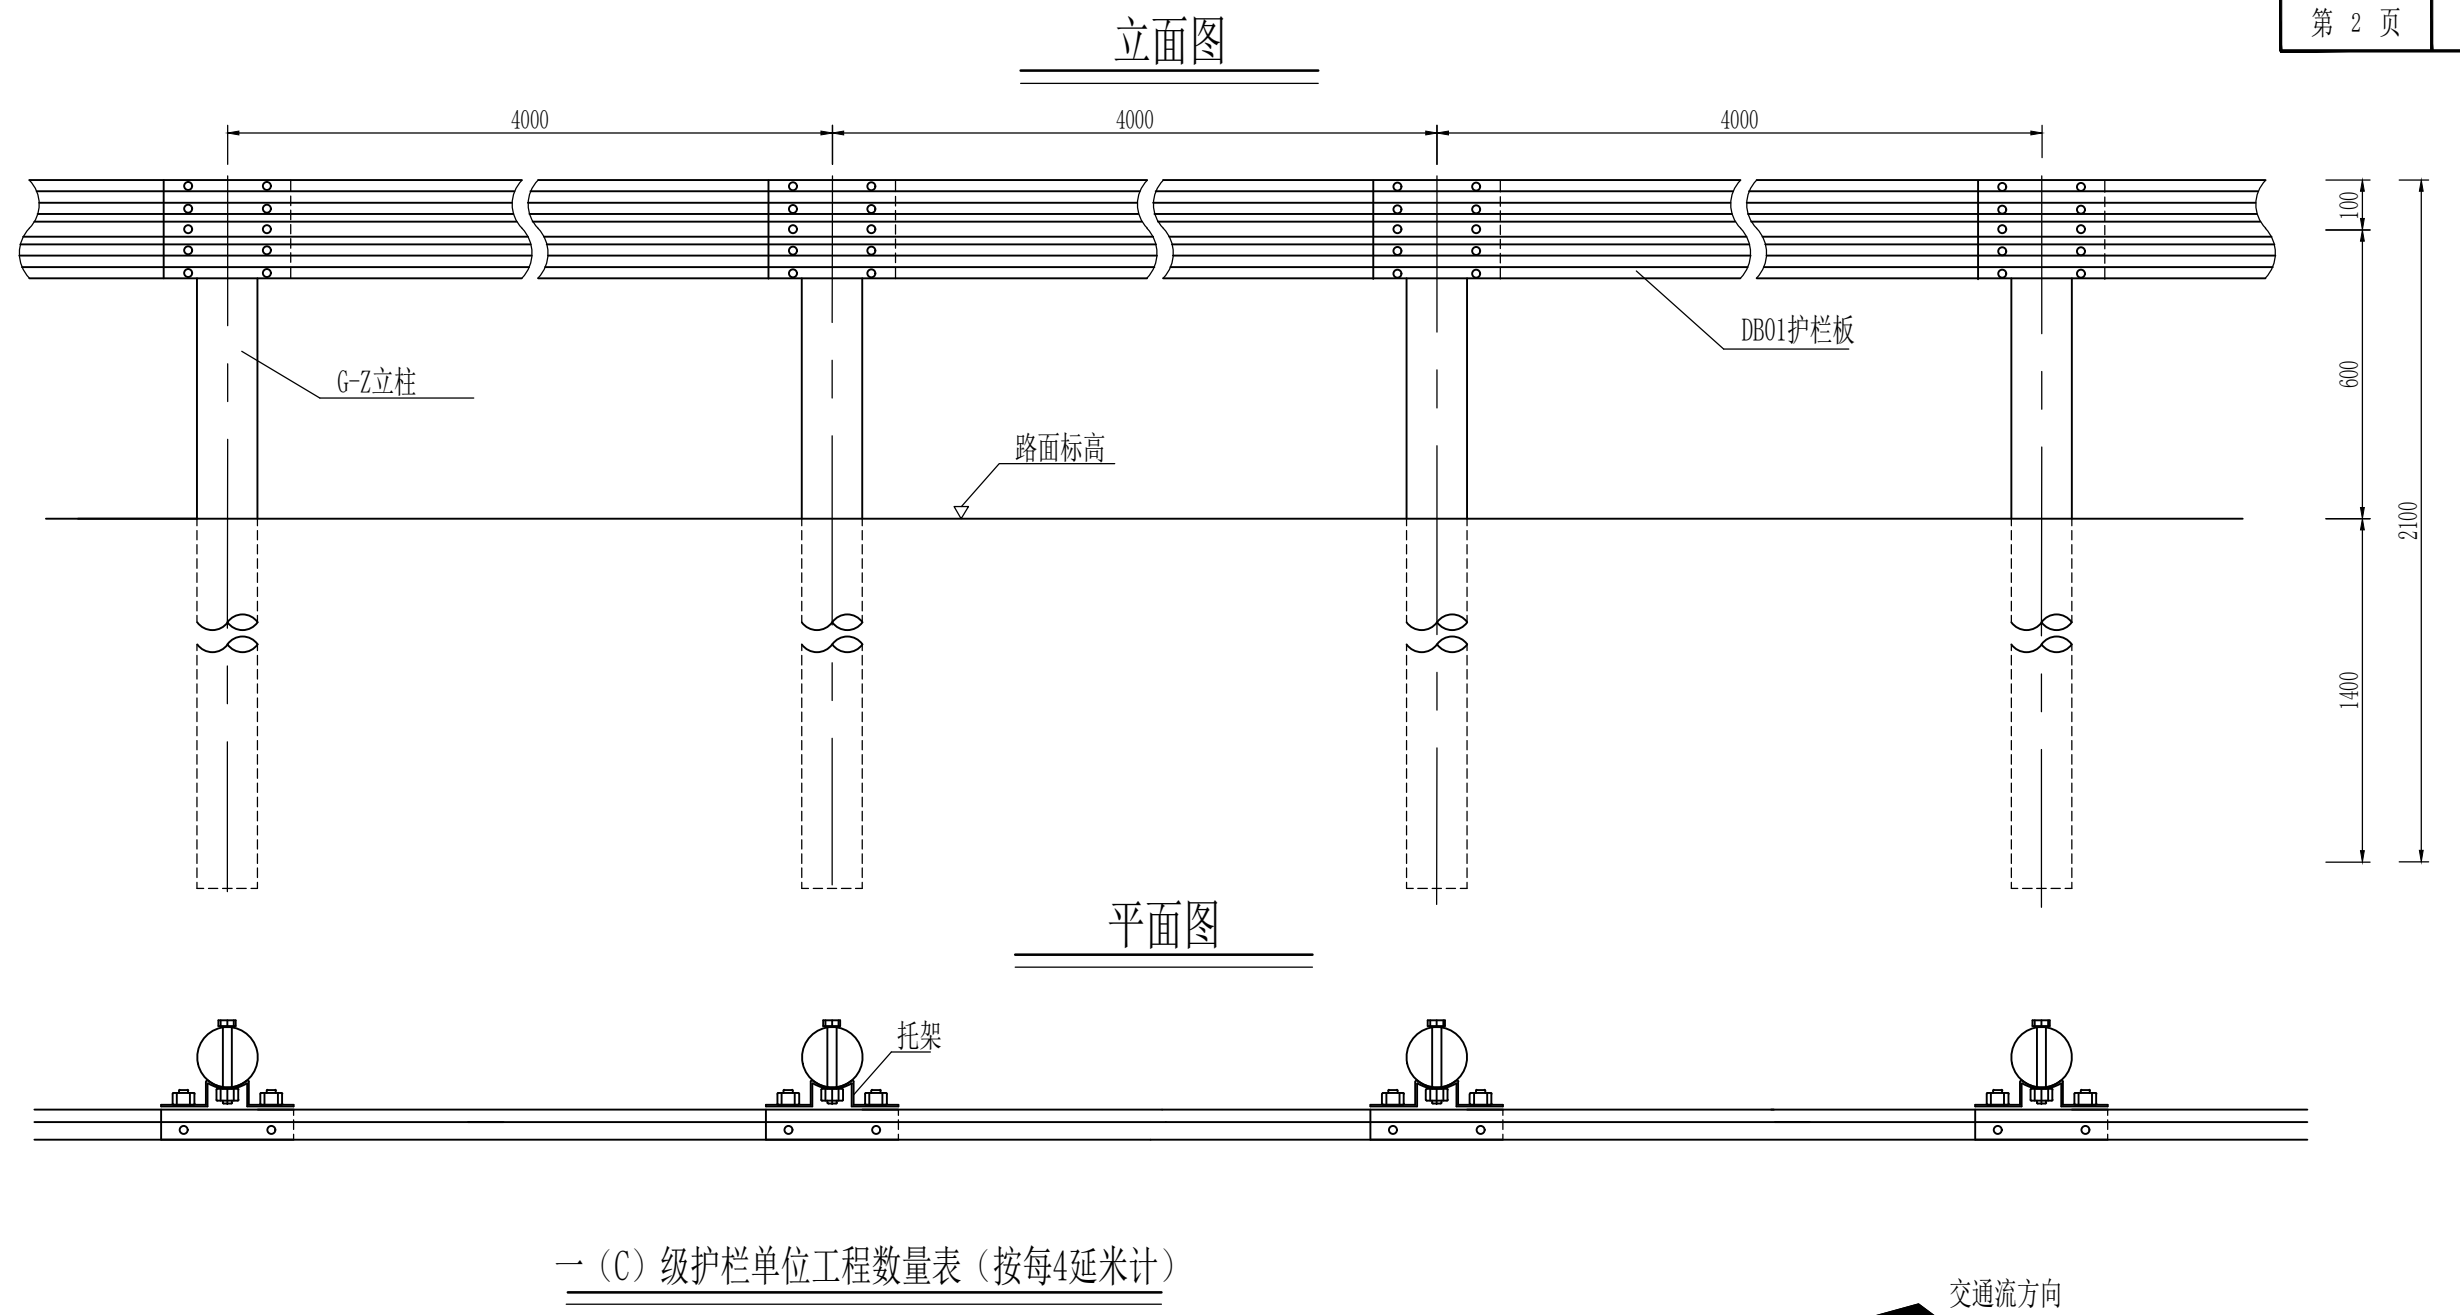 第 2 页
立面图
4000
4000
4000
100
DB01护栏板
600
G-Z立柱
路面标高
2100
1400
平面图
托架
一（C）级护栏单位工程数量表（按每4延米计）
交通流方向